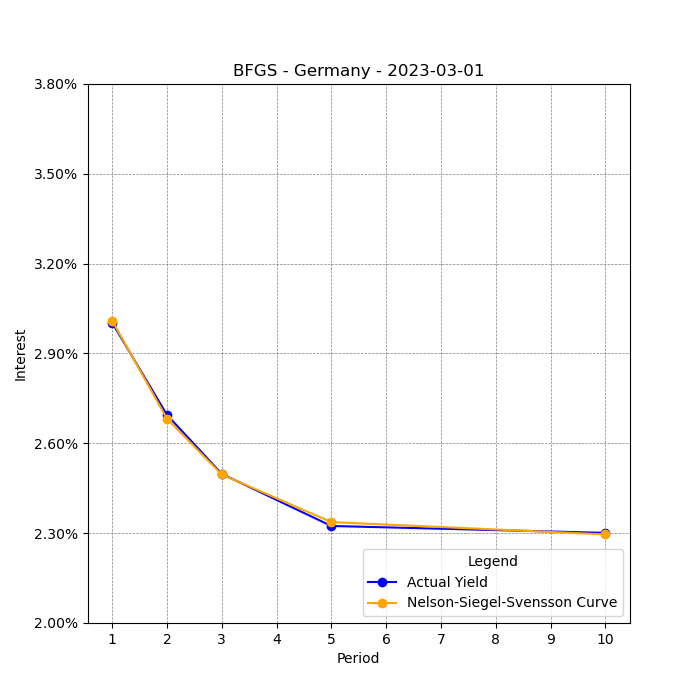 BFGS - Germany - 2023-03-01
3.80%
3.50%
3.20%
2.90%
2.60%
2.30%
2.00%
Interest
1 2 3 4 5 6 7 8 9 10
Period
Legend
Actual Yield
Nelson-Siegel-Svensson Curve